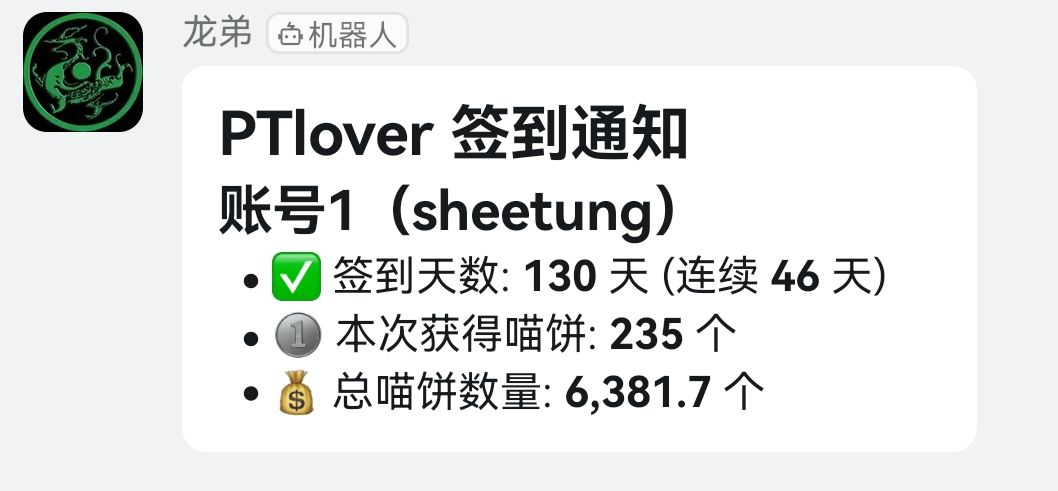 龙弟 机器人
PTlover 签到通知
账号1（sheetung）
• ✅ 签到天数: 130 天 (连续 46 天)
• 🪙 本次获得喵饼: 235 个
• 💰 总喵饼数量: 6,381.7 个